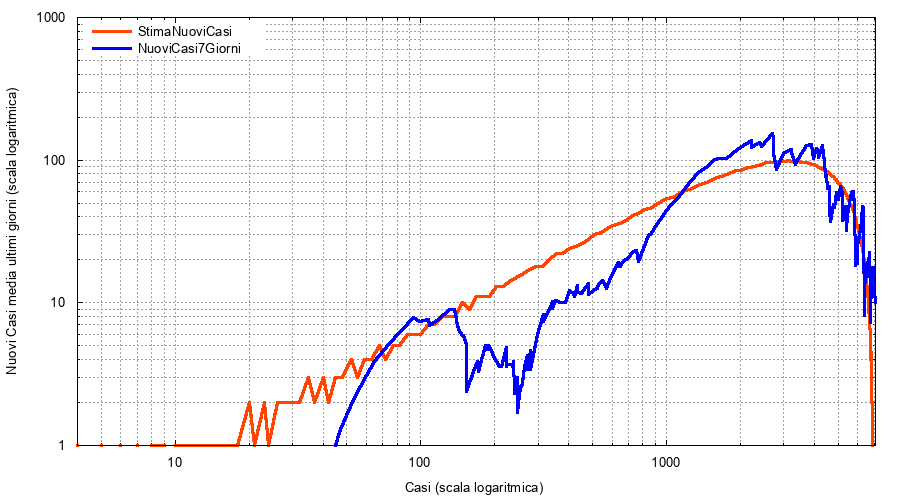 1000
100
10
1
StimaNuoviCasi
NuoviCasi7Giorni
Nuovi Casi media ultimi giorni (scala logaritmica)
10
100
1000
Casi (scala logaritmica)